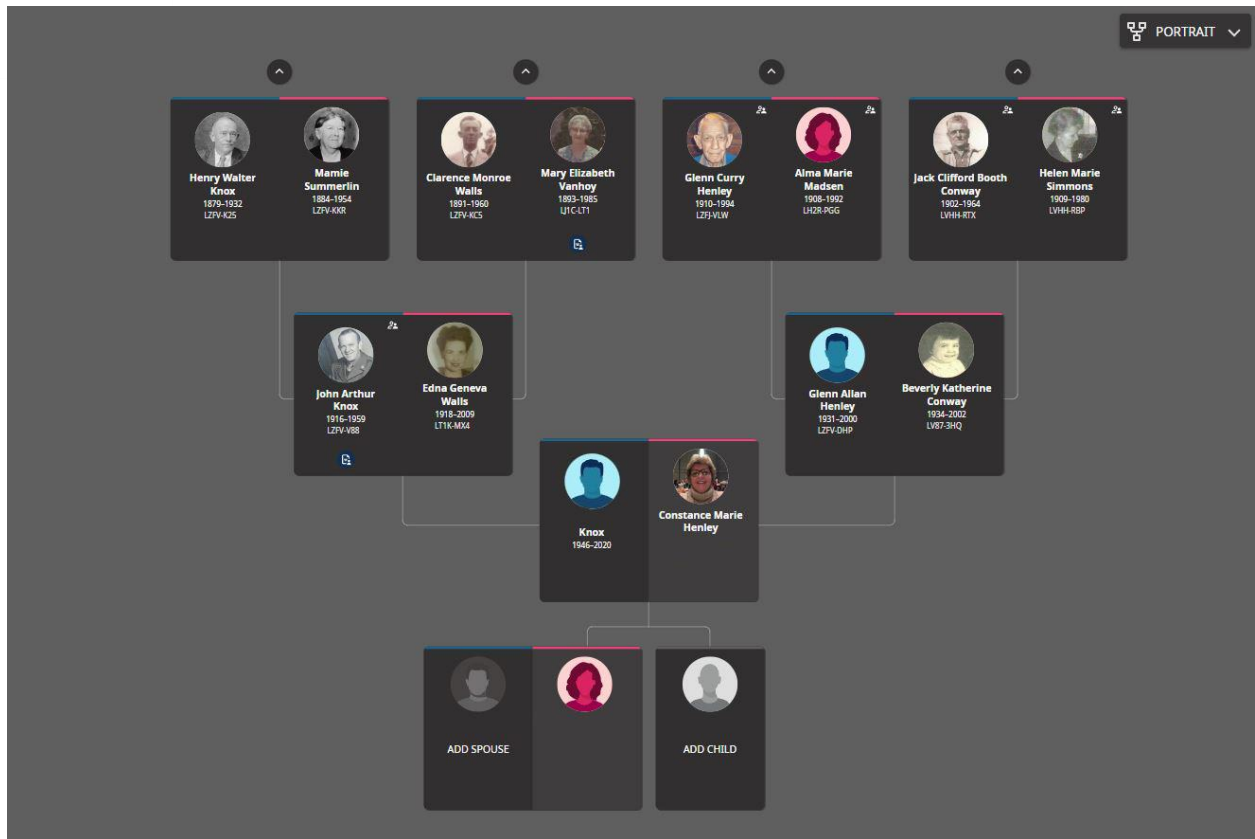 PORTRAIT
Henry Walter
Knox
1879–1932
LZFV-K25
Mamie
Summerlin
1884–1954
LZFV-KKR
Clarence Monroe
Walls
1891–1960
LZFV-KC5
Mary Elizabeth
Vanhoy
1893–1985
LJ1C-LT1
Glenn Curry
Henley
1910–1994
LZFJ-VLW
Alma Marie
Madsen
1908–1992
LH2R-PGG
Jack Clifford Booth
Conway
1902–1964
LVHH-RTX
Helen Marie
Simmons
1909–1980
LVHH-RBP
John Arthur
Knox
1916–1959
LZFV-V88
Edna Geneva
Walls
1918–2009
LT1K-MX4
Glenn Allan
Henley
1931–2000
LZFV-DHP
Beverly Katherine
Conway
1934–2002
LV87-3HQ
Knox
1946–2020
Constance Marie
Henley
ADD SPOUSE
ADD CHILD